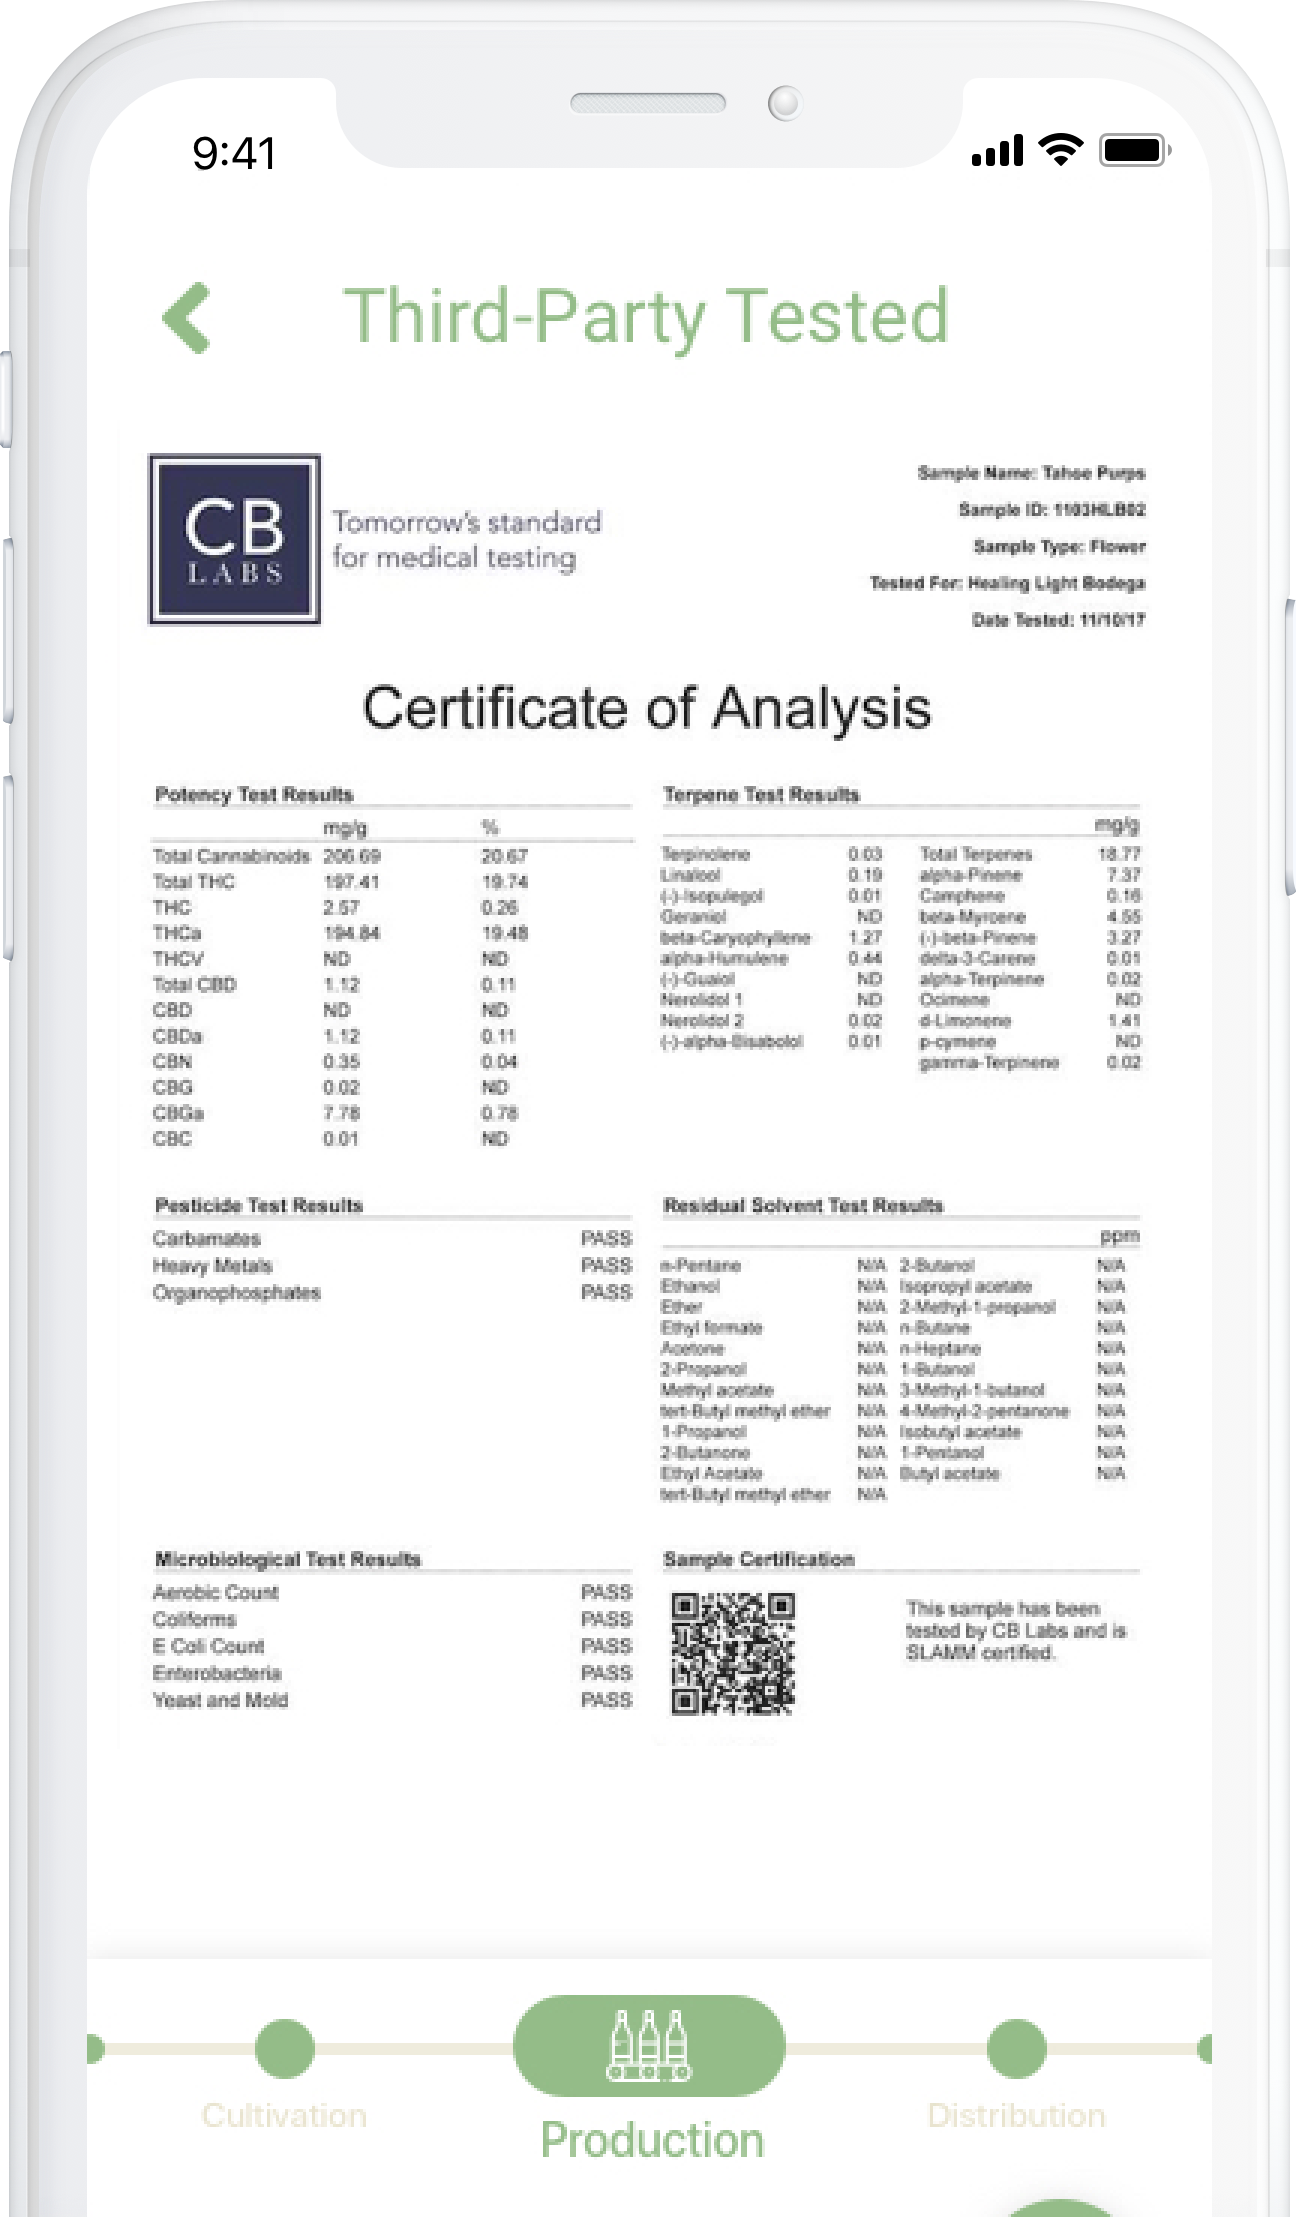 9:41
Third-Party Tested
CB
LABS
Tomorrow's standard
for medical testing
Sample Name: Tahoe Purps
Sample ID: 1103HLB02
Sample Type: Flower
Tested For: Healing Light Bodega
Date Tested: 11/10/17
Certificate of Analysis
Potency Test Results
mg/g %
Total Cannabinoids 206.69 20.67
Total THC 197.41 19.74
THC 2.57 0.26
THCa 194.84 19.48
THCV ND ND
Total CBD 1.12 0.11
CBD ND ND
CBDa 1.12 0.11
CBN 0.35 0.04
CBG 0.02 ND
CBGa 7.78 0.78
CBC 0.01 ND
Terpene Test Results
mg/g
Terpinolene 0.03 Total Terpenes 18.77
Linalool 0.19 alpha-Pinene 7.37
(-)-Isopulegol 0.01 Camphene 0.16
Geraniol ND beta-Myrcene 4.55
beta-Caryophyllene 1.27 (-)-beta-Pinene 3.27
alpha-Humulene 0.44 delta-3-Carene 0.01
(-)-Guaiol ND alpha-Terpinene 0.02
Nerolidol 1 ND Ocimene ND
Nerolidol 2 0.02 d-Limonene 1.41
(-)-alpha-Bisabolol 0.01 p-cymene ND
gamma-Terpinene 0.02
Pesticide Test Results
Carbamates PASS
Heavy Metals PASS
Organophosphates PASS
Residual Solvent Test Results
ppm
n-Pentane N/A 2-Butanol N/A
Ethanol N/A Isopropyl acetate N/A
Ether N/A 2-Methyl-1-propanol N/A
Ethyl formate N/A n-Butane N/A
Acetone N/A n-Heptane N/A
2-Propanol N/A 1-Butanol N/A
Methyl acetate N/A 3-Methyl-1-butanol N/A
tert-Butyl methyl ether N/A 4-Methyl-2-pentanone N/A
1-Propanol N/A Isobutyl acetate N/A
2-Butanone N/A 1-Pentanol N/A
Ethyl Acetate N/A Butyl acetate N/A
tert-Butyl methyl ether N/A
Microbiological Test Results
Aerobic Count PASS
Coliforms PASS
E Coli Count PASS
Enterobacteria PASS
Yeast and Mold PASS
Sample Certification
This sample has been
tested by CB Labs and is
SLAMM certified.
Cultivation
Production
Distribution